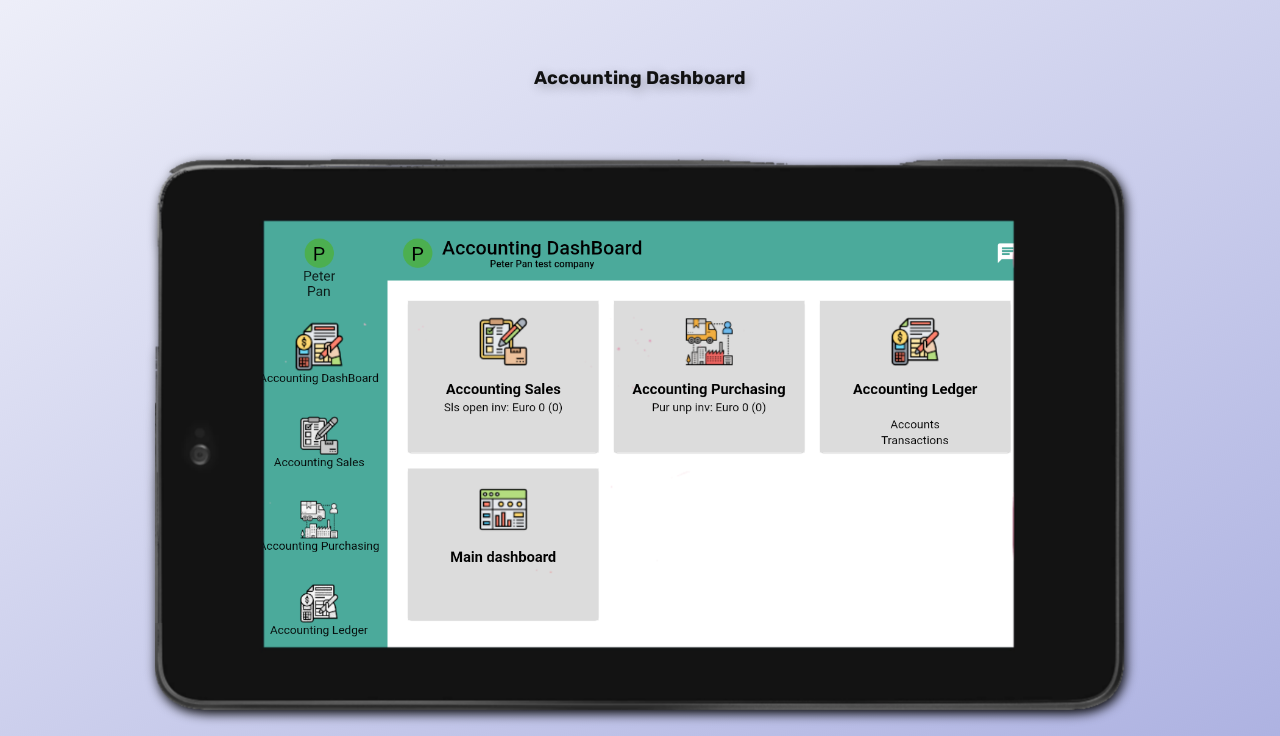 Accounting Dashboard
P
Peter
Pan
Accounting DashBoard
Accounting Sales
Accounting Purchasing
Accounting Ledger
P
Accounting DashBoard
Peter Pan test company
Accounting Sales
Sls open inv: Euro 0 (0)
Accounting Purchasing
Pur unp inv: Euro 0 (0)
Accounting Ledger
Accounts
Transactions
Main dashboard